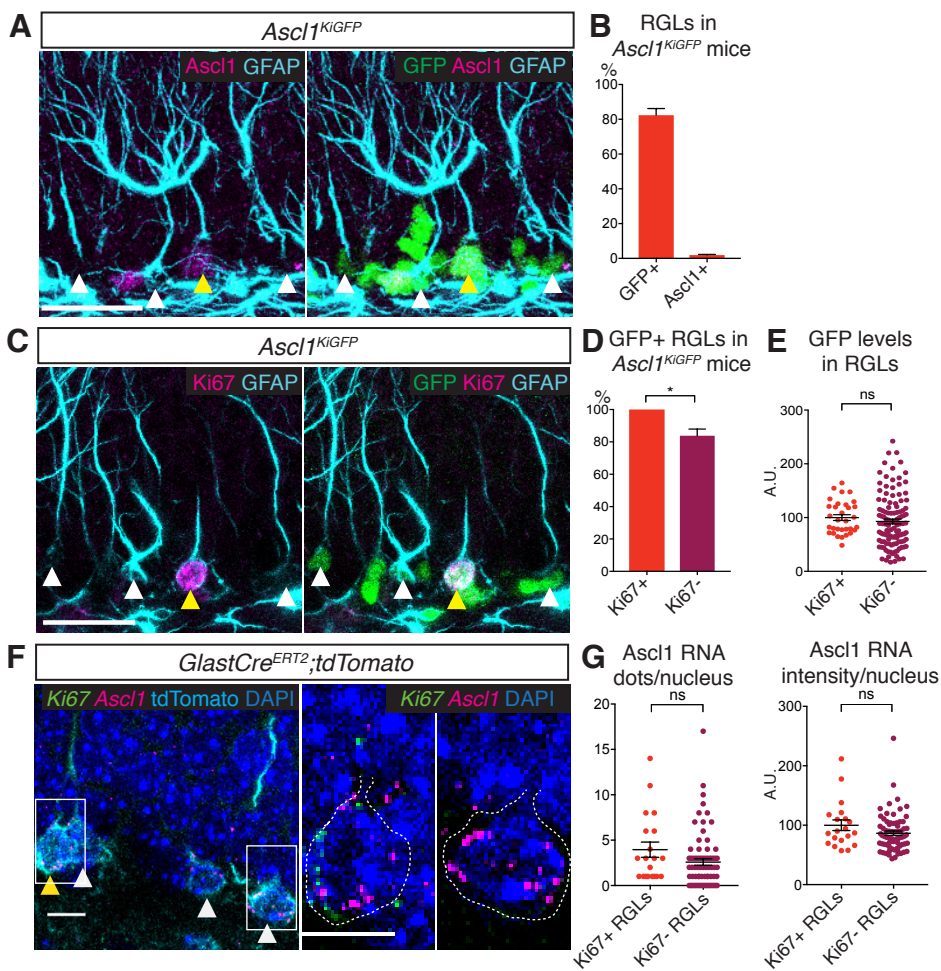 A
Ascl1KiGFP
Ascl1 GFAP
GFP Ascl1 GFAP
B
RGLs in
Ascl1KiGFP mice
%
100
80
60
40
20
0
GFP+
Ascl1+
C
Ascl1KiGFP
Ki67 GFAP
GFP Ki67 GFAP
D
GFP+ RGLs in
Ascl1KiGFP mice
%
*
100
80
60
40
20
0
Ki67+
Ki67-
E
GFP levels
in RGLs
ns
A.U.
300
200
100
0
Ki67+
Ki67-
F
GlastCreERT2;tdTomato
Ki67 Ascl1 tdTomato DAPI
Ki67 Ascl1 DAPI
G
Ascl1 RNA
dots/nucleus
ns
20
15
10
5
0
Ki67+ RGLs
Ki67- RGLs
Ascl1 RNA
intensity/nucleus
ns
A.U.
300
200
100
0
Ki67+ RGLs
Ki67- RGLs